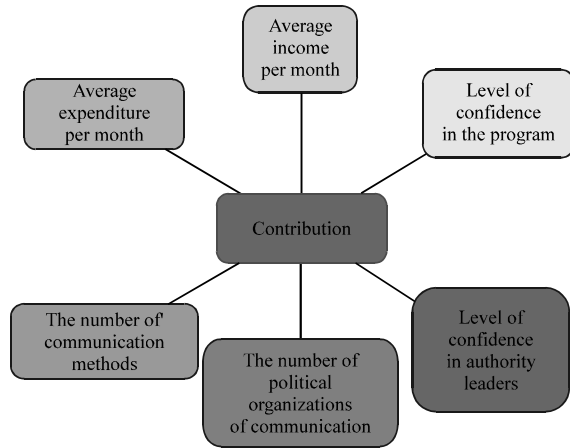 Average
income
per month
Average
expenditure
per month
Level of
confidence
in the program
Contribution
The number of'
communication
methods
The number of
political
organizations
of communication
Level of
confidence
in authority
leaders